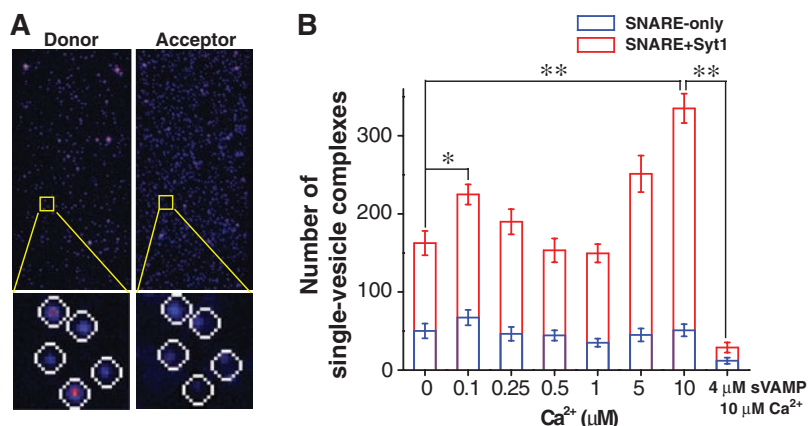 A
Donor
Acceptor
B
SNARE-only
SNARE+Syt1
**
**
*
Number of
single-vesicle complexes
300
200
100
0
0 0.1 0.25 0.5 1 5 10 4 μM sVAMP
10 μM Ca²⁺
Ca²⁺ (μM)